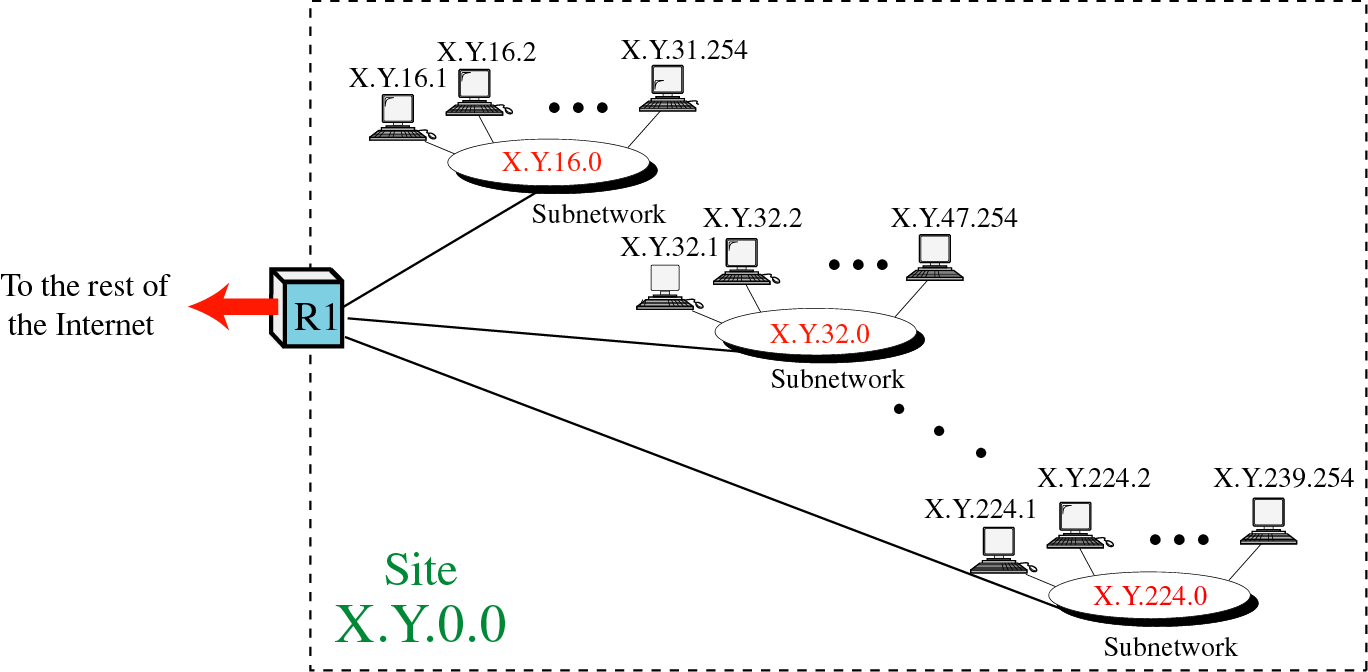 X.Y.16.2
X.Y.31.254
X.Y.16.1
X.Y.16.0
Subnetwork
X.Y.32.2
X.Y.47.254
X.Y.32.1
To the rest of
the Internet
R1
X.Y.32.0
Subnetwork
X.Y.224.2
X.Y.239.254
X.Y.224.1
Site
X.Y.0.0
X.Y.224.0
Subnetwork